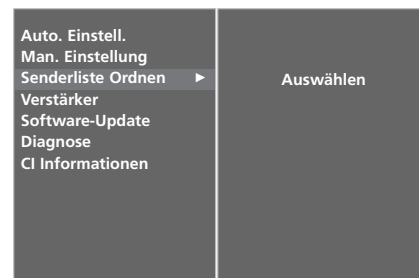 Auto. Einstell.
Man. Einstellung
Senderliste Ordnen ►
Auswählen
Verstärker
Software-Update
Diagnose
CI Informationen